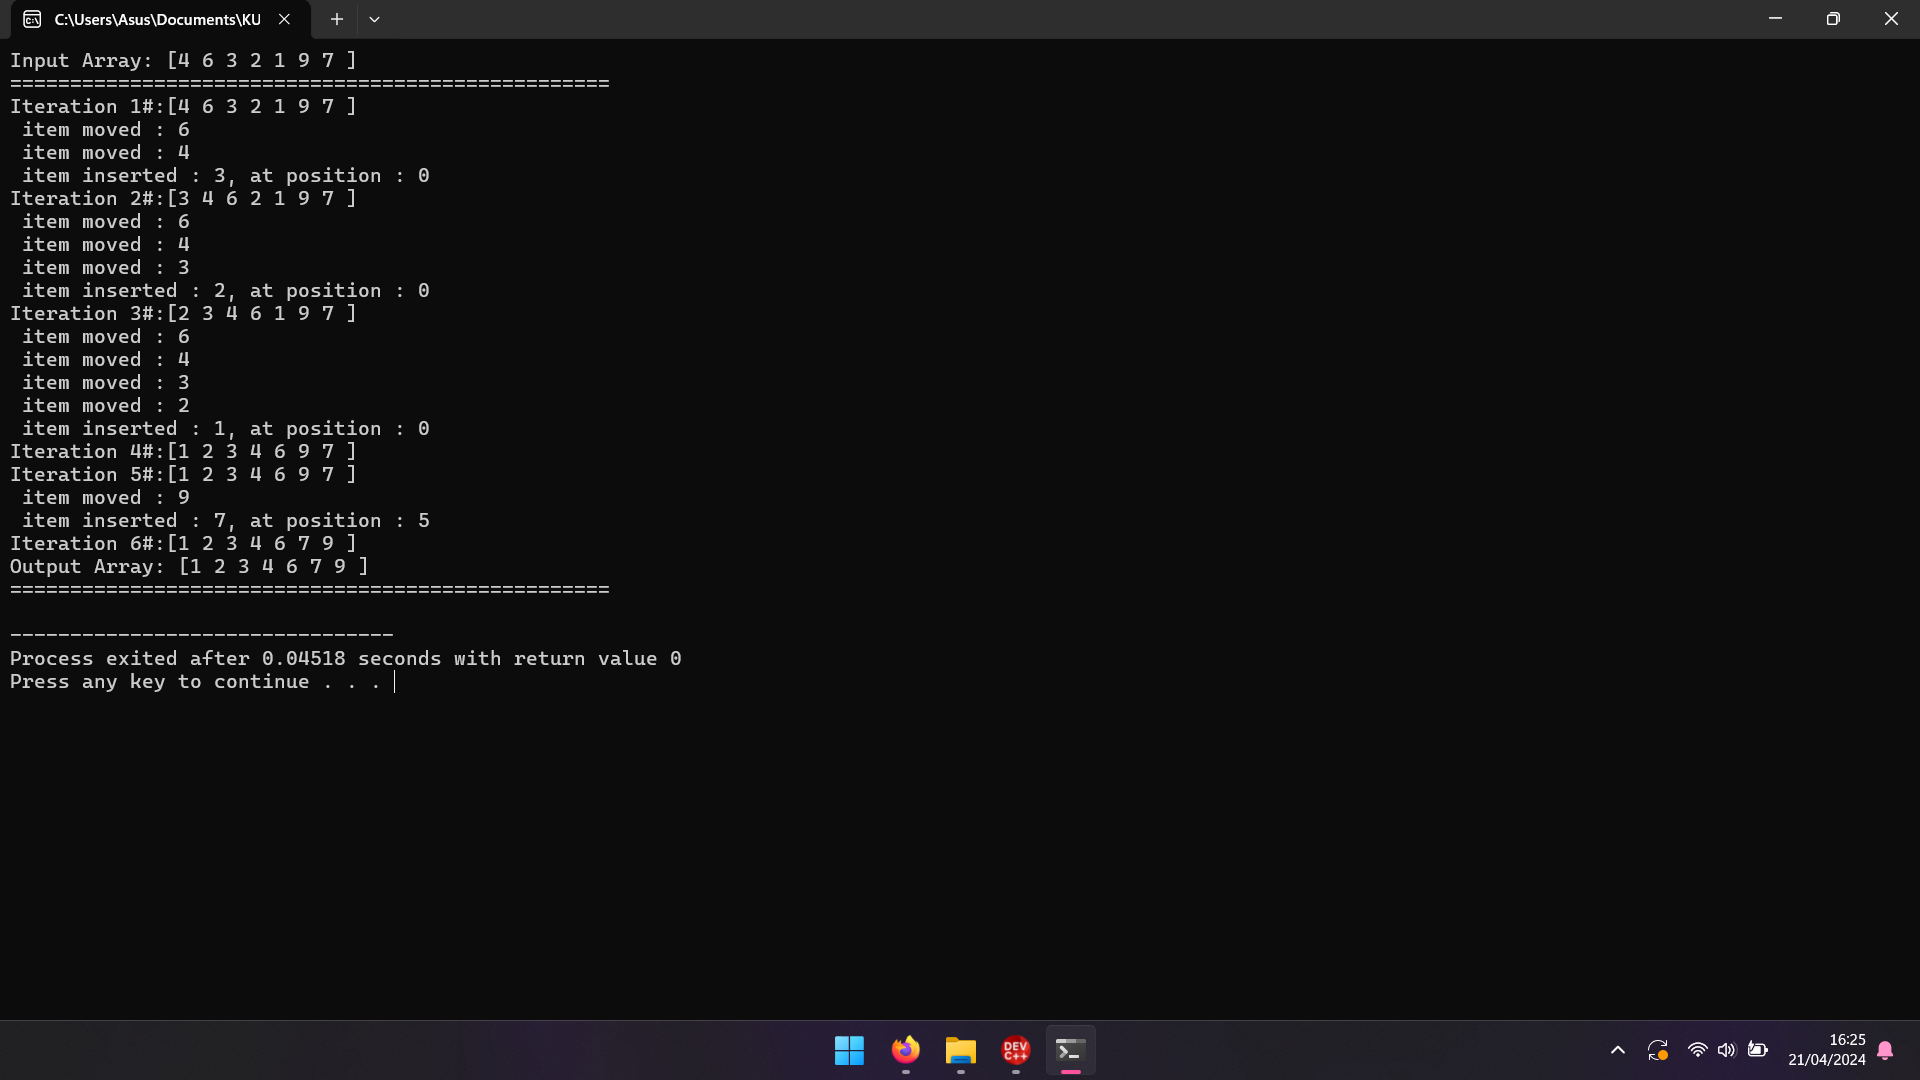 C:\Users\Asus\Documents\KU
Input Array: [4 6 3 2 1 9 7 ]
==================================================
Iteration 1#:[4 6 3 2 1 9 7 ]
 item moved : 6
 item moved : 4
 item inserted : 3, at position : 0
Iteration 2#:[3 4 6 2 1 9 7 ]
 item moved : 6
 item moved : 4
 item moved : 3
 item inserted : 2, at position : 0
Iteration 3#:[2 3 4 6 1 9 7 ]
 item moved : 6
 item moved : 4
 item moved : 3
 item moved : 2
 item inserted : 1, at position : 0
Iteration 4#:[1 2 3 4 6 9 7 ]
Iteration 5#:[1 2 3 4 6 9 7 ]
 item moved : 9
 item inserted : 7, at position : 5
Iteration 6#:[1 2 3 4 6 7 9 ]
Output Array: [1 2 3 4 6 7 9 ]
==================================================
--------------------------------
Process exited after 0.04518 seconds with return value 0
Press any key to continue . . .
DEV
C++
16:25
21/04/2024